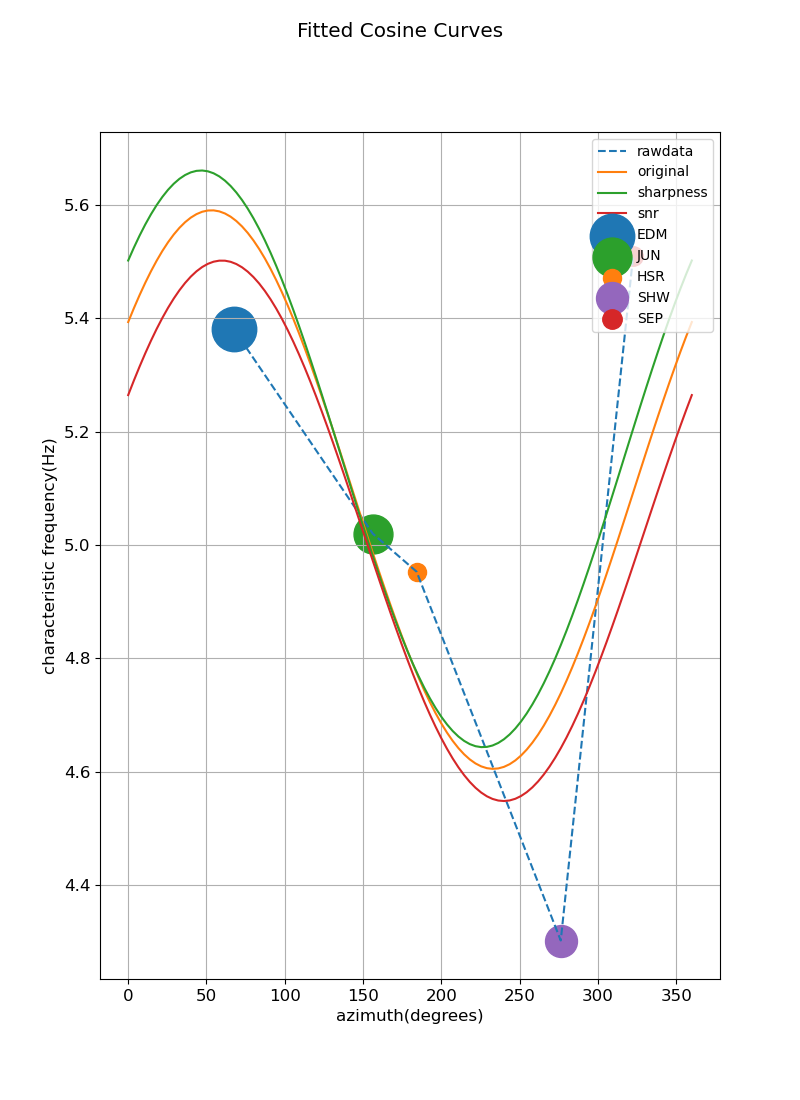 Fitted Cosine Curves
rawdata
original
sharpness
snr
EDM
JUN
HSR
SHW
SEP
5.6
5.4
5.2
5.0
4.8
4.6
4.4
characteristic frequency(Hz)
0 50 100 150 200 250 300 350
azimuth(degrees)